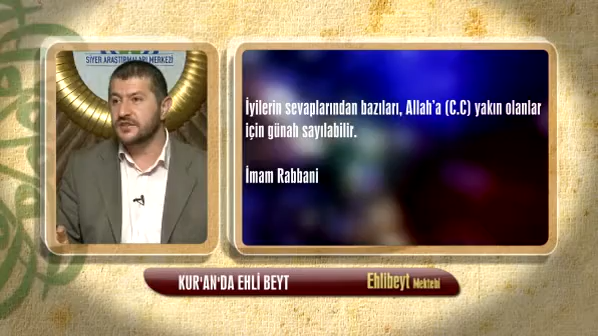 SİYER ARAŞTIRMALARI MERKEZİ
İyilerin sevaplarından bazıları, Allah'a (C.C) yakın olanlar
için günah sayılabilir.
İmam Rabbani
KUR'AN'DA EHLİ BEYT
Ehlibeyt Mektebi